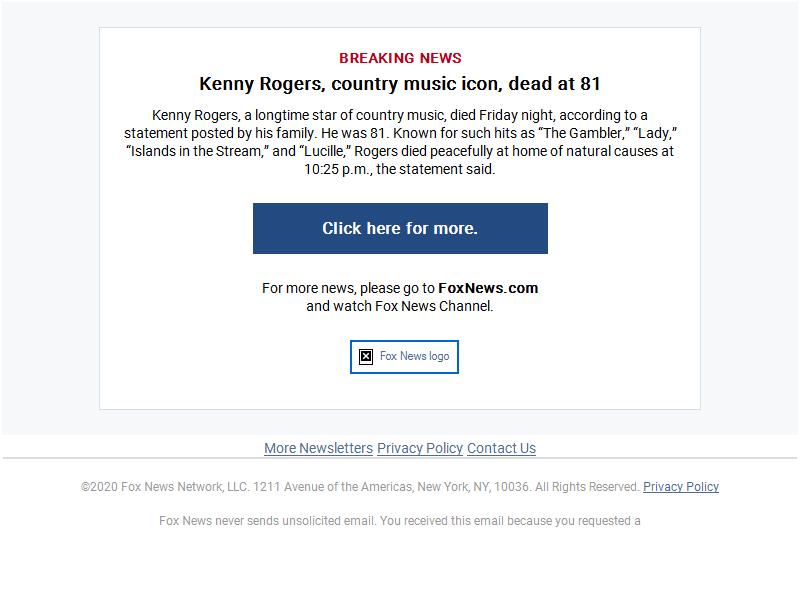 BREAKING NEWS
Kenny Rogers, country music icon, dead at 81
Kenny Rogers, a longtime star of country music, died Friday night, according to a
statement posted by his family. He was 81. Known for such hits as “The Gambler,” “Lady,”
“Islands in the Stream,” and “Lucille,” Rogers died peacefully at home of natural causes at
10:25 p.m., the statement said.
Click here for more.
For more news, please go to FoxNews.com
and watch Fox News Channel.
Fox News logo
More Newsletters Privacy Policy Contact Us
©2020 Fox News Network, LLC. 1211 Avenue of the Americas, New York, NY, 10036. All Rights Reserved. Privacy Policy
Fox News never sends unsolicited email. You received this email because you requested a